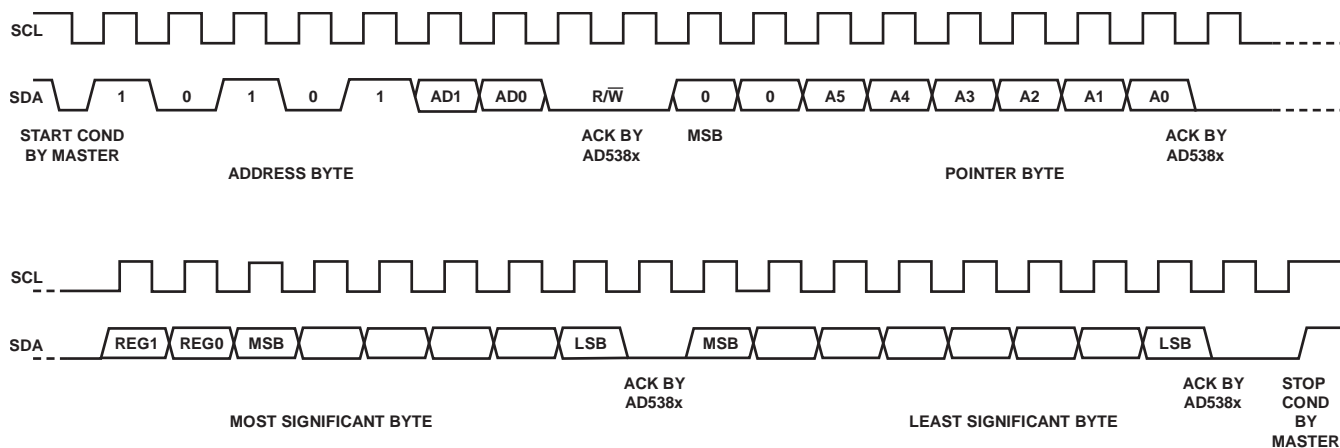 SCL
SDA 1 0 1 0 1 AD1 AD0 R/W̅ 0 0 A5 A4 A3 A2 A1 A0
START COND BY MASTER
ACK BY AD538x
MSB
ACK BY AD538x
ADDRESS BYTE
POINTER BYTE
SCL
SDA REG1 REG0 MSB LSB MSB LSB
ACK BY AD538x
ACK BY AD538x
STOP COND BY MASTER
MOST SIGNIFICANT BYTE
LEAST SIGNIFICANT BYTE